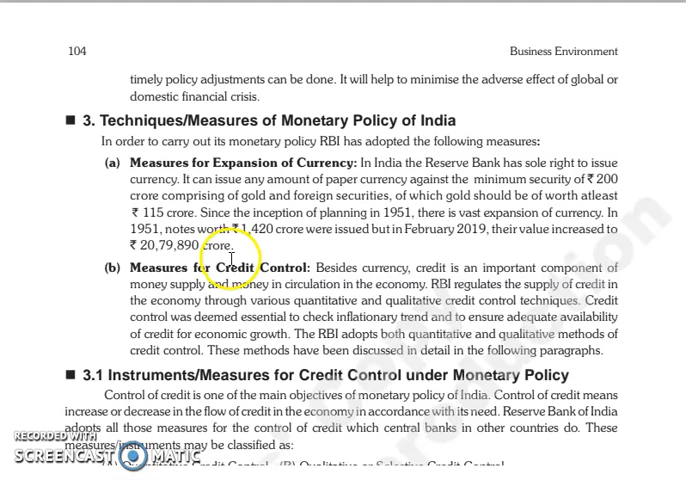 104
Business Environment
timely policy adjustments can be done. It will help to minimise the adverse effect of global or
domestic financial crisis.
■ 3. Techniques/Measures of Monetary Policy of India
In order to carry out its monetary policy RBI has adopted the following measures:
(a) Measures for Expansion of Currency: In India the Reserve Bank has sole right to issue
currency. It can issue any amount of paper currency against the minimum security of ₹ 200
crore comprising of gold and foreign securities, of which gold should be of worth atleast
₹ 115 crore. Since the inception of planning in 1951, there is vast expansion of currency. In
1951, notes worth ₹ 1,420 crore were issued but in February 2019, their value increased to
₹ 20,79,890 crore.
(b) Measures for Credit Control: Besides currency, credit is an important component of
money supply and money in circulation in the economy. RBI regulates the supply of credit in
the economy through various quantitative and qualitative credit control techniques. Credit
control was deemed essential to check inflationary trend and to ensure adequate availability
of credit for economic growth. The RBI adopts both quantitative and qualitative methods of
credit control. These methods have been discussed in detail in the following paragraphs.
■ 3.1 Instruments/Measures for Credit Control under Monetary Policy
Control of credit is one of the main objectives of monetary policy of India. Control of credit means
increase or decrease in the flow of credit in the economy in accordance with its need. Reserve Bank of India
adopts all those measures for the control of credit which central banks in other countries do. These
measures/instruments may be classified as:
RECORDED WITH
SCREENCAST MATIC